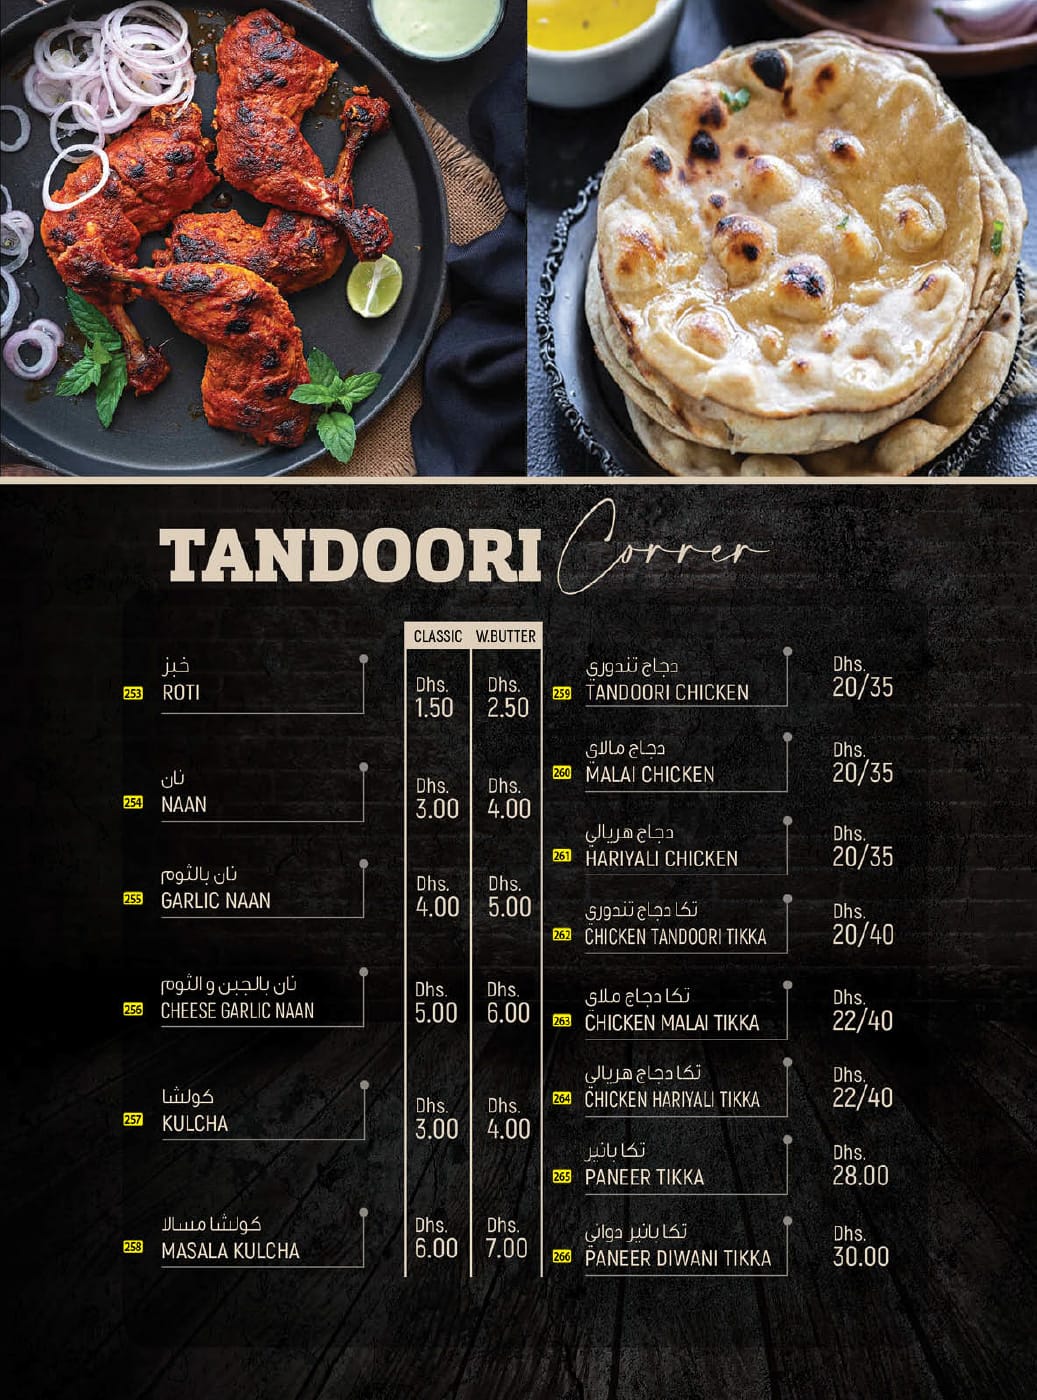 TANDOORI Correr
CLASSIC W.BUTTER
خبز
253 ROTI
Dhs. Dhs.
1.50 2.50
نان
254 NAAN
Dhs. Dhs.
3.00 4.00
نان بالثوم
255 GARLIC NAAN
Dhs. Dhs.
4.00 5.00
نان بالجبن و الثوم
256 CHEESE GARLIC NAAN
Dhs. Dhs.
5.00 6.00
كولشا
257 KULCHA
Dhs. Dhs.
3.00 4.00
كولشا مسالا
258 MASALA KULCHA
Dhs. Dhs.
6.00 7.00
دجاج تندوري
259 TANDOORI CHICKEN
Dhs.
20/35
دجاج مالاي
260 MALAI CHICKEN
Dhs.
20/35
دجاج هريالي
261 HARIYALI CHICKEN
Dhs.
20/35
تكا دجاج تندوري
262 CHICKEN TANDOORI TIKKA
Dhs.
20/40
تكا دجاج ملاي
263 CHICKEN MALAI TIKKA
Dhs.
22/40
تكا دجاج هريالي
264 CHICKEN HARIYALI TIKKA
Dhs.
22/40
تكا بانير
265 PANEER TIKKA
Dhs.
28.00
تكا بانير دواني
266 PANEER DIWANI TIKKA
Dhs.
30.00